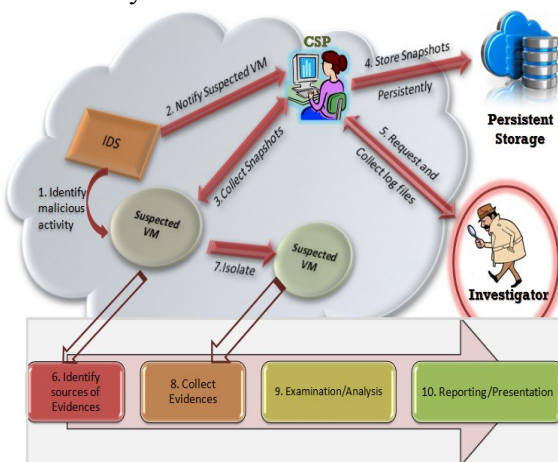 CSP
2. Notify Suspected VM
4. Store Snapshots
Persistently
Persistent
Storage
IDS
3.Collect Snapshots
5. Request and
Collect log files
1. Identify
malicious
activity
Suspected
VM
7.Isolate
Suspected
VM
Investigator
6. Identify
sources of
Evidences
8. Collect
Evidences
9. Examination/Analysis
10. Reporting/Presentation